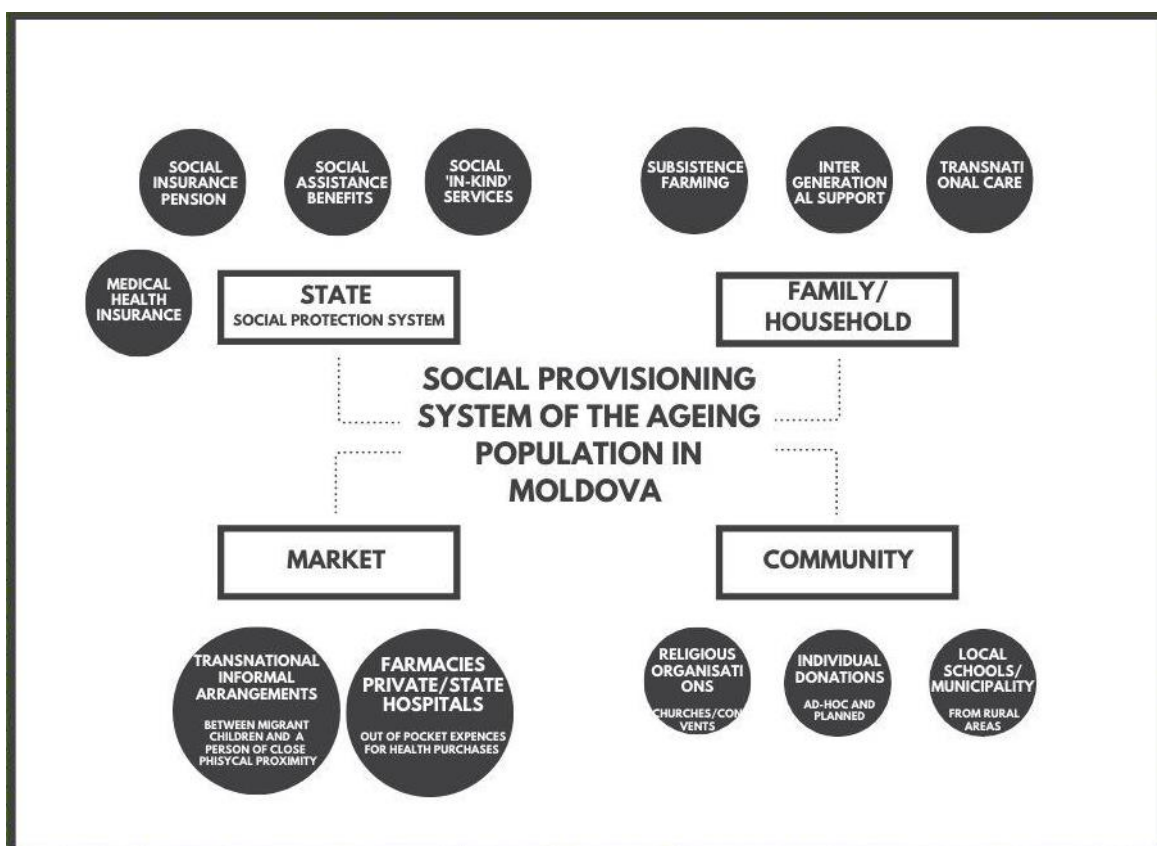 SOCIAL
INSURANCE
PENSION
SOCIAL
ASSISTANCE
BENEFITS
SOCIAL
'IN-KIND'
SERVICES
MEDICAL
HEALTH
INSURANCE
STATE
SOCIAL PROTECTION SYSTEM
SUBSISTENCE
FARMING
INTER
GENERATION
AL SUPPORT
TRANSNATI
ONAL CARE
FAMILY/
HOUSEHOLD
SOCIAL PROVISIONING
SYSTEM OF THE AGEING
POPULATION IN
MOLDOVA
MARKET
TRANSNATIONAL
INFORMAL
ARRANGEMENTS
BETWEEN MIGRANT
CHILDREN AND A
PERSON OF CLOSE
PHISYCAL PROXIMITY
FARMACIES
PRIVATE/STATE
HOSPITALS
OUT OF POCKET EXPENCES
FOR HEALTH PURCHASES
COMMUNITY
RELIGIOUS
ORGANISATI
ONS
CHURCHES/CON
VENTS
INDIVIDUAL
DONATIONS
AD-HOC AND
PLANNED
LOCAL
SCHOOLS/
MUNICIPALITY
FROM RURAL
AREAS